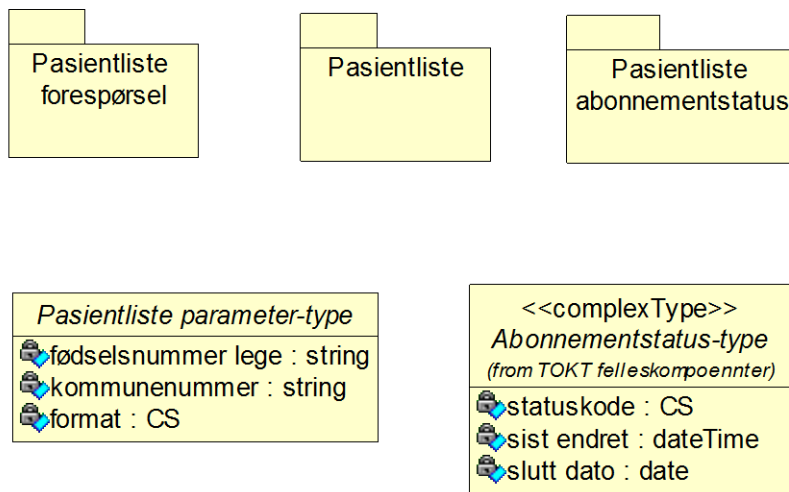 Pasientliste
forespørsel
Pasientliste
Pasientliste
abonnementstatus
Pasientliste parameter-type
fødselsnummer lege : string
kommunenummer : string
format : CS
<<complexType>>
Abonnementstatus-type
(from TOKT felleskompoennter)
statuskode : CS
sist endret : dateTime
slutt dato : date